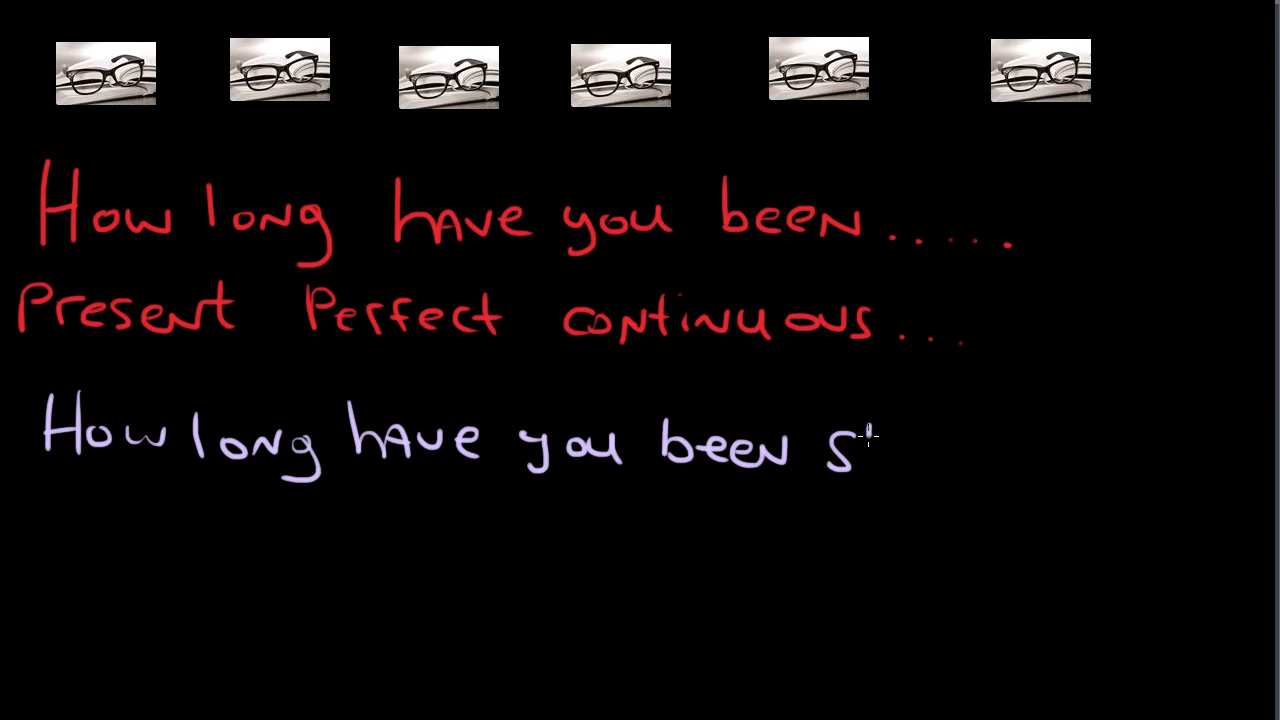 How long have you been.....
Present Perfect continuous...
How long have you been s